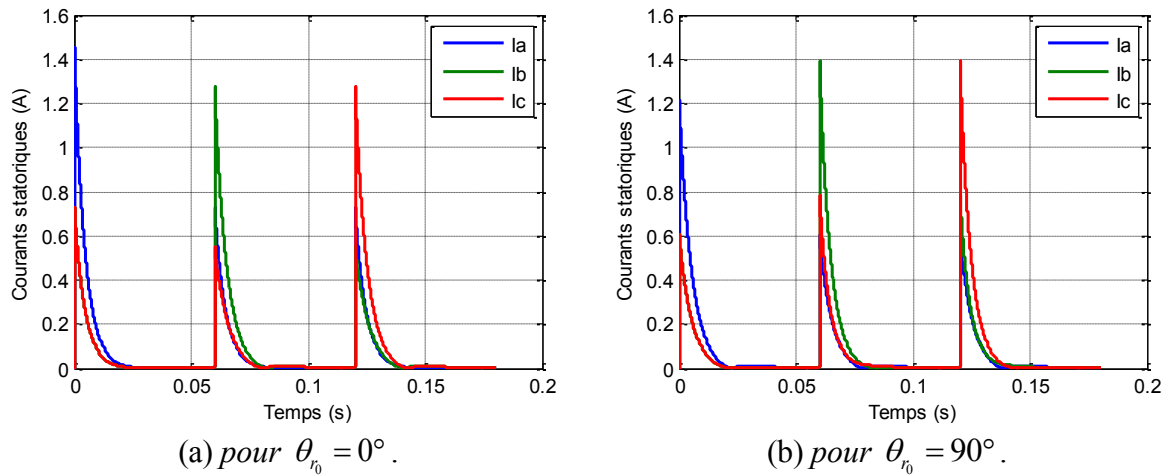 Courants statoriques (A)
1.6
1.4
1.2
1
0.8
0.6
0.4
0.2
0
0 0.05 0.1 0.15 0.2
Temps (s)
Ia
Ib
Ic
(a) pour θr₀ = 0° .
Courants statoriques (A)
1.6
1.4
1.2
1
0.8
0.6
0.4
0.2
0
0 0.05 0.1 0.15 0.2
Temps (s)
Ia
Ib
Ic
(b) pour θr₀ = 90° .